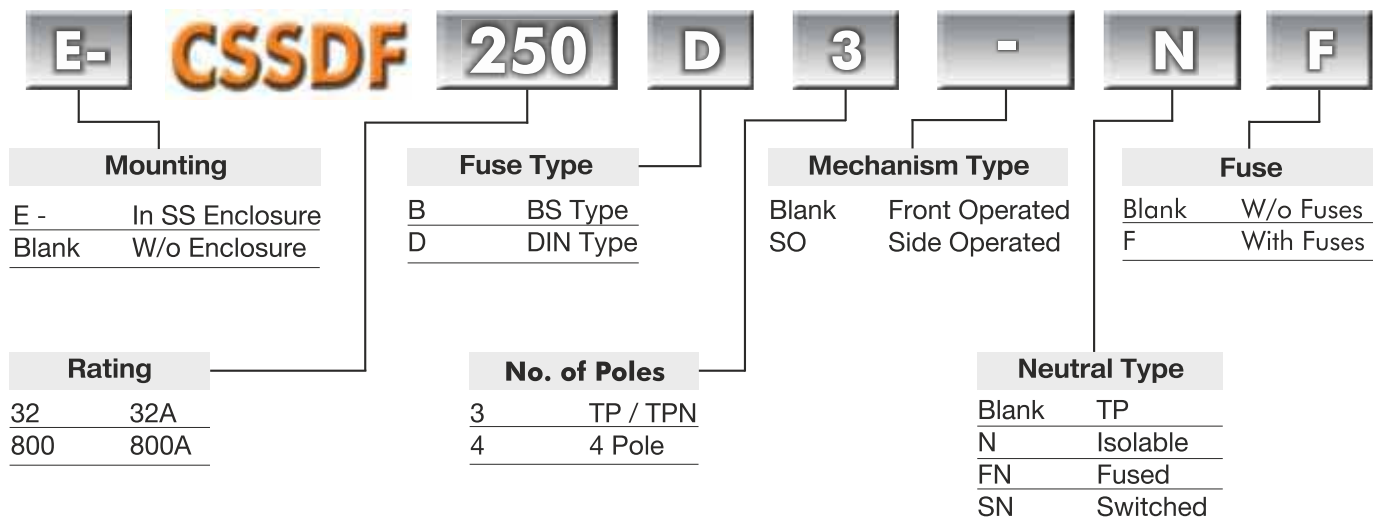 E- CSSDF 250 D 3 - N F
Mounting
E - In SS Enclosure
Blank W/o Enclosure
Fuse Type
B BS Type
D DIN Type
Mechanism Type
Blank Front Operated
SO Side Operated
Fuse
Blank W/o Fuses
F With Fuses
Rating
32 32A
800 800A
No. of Poles
3 TP / TPN
4 4 Pole
Neutral Type
Blank TP
N Isolable
FN Fused
SN Switched